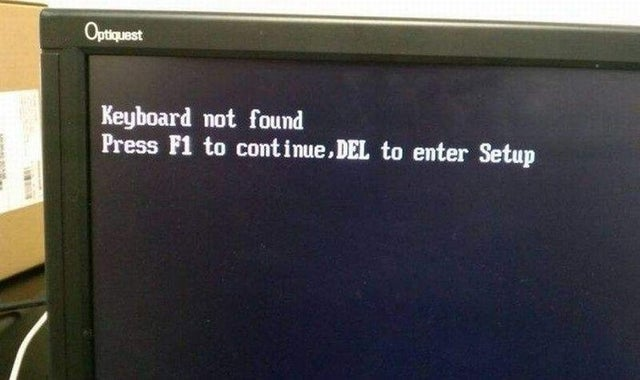 Optiquest
Keyboard not found
Press F1 to continue,DEL to enter Setup